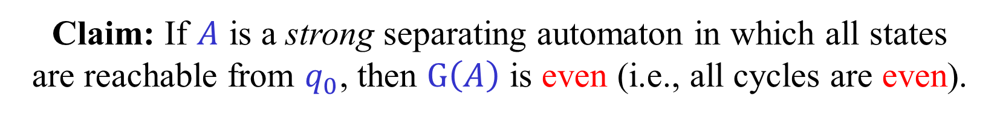 Claim: If A is a strong separating automaton in which all states
are reachable from q₀, then G(A) is even (i.e., all cycles are even).